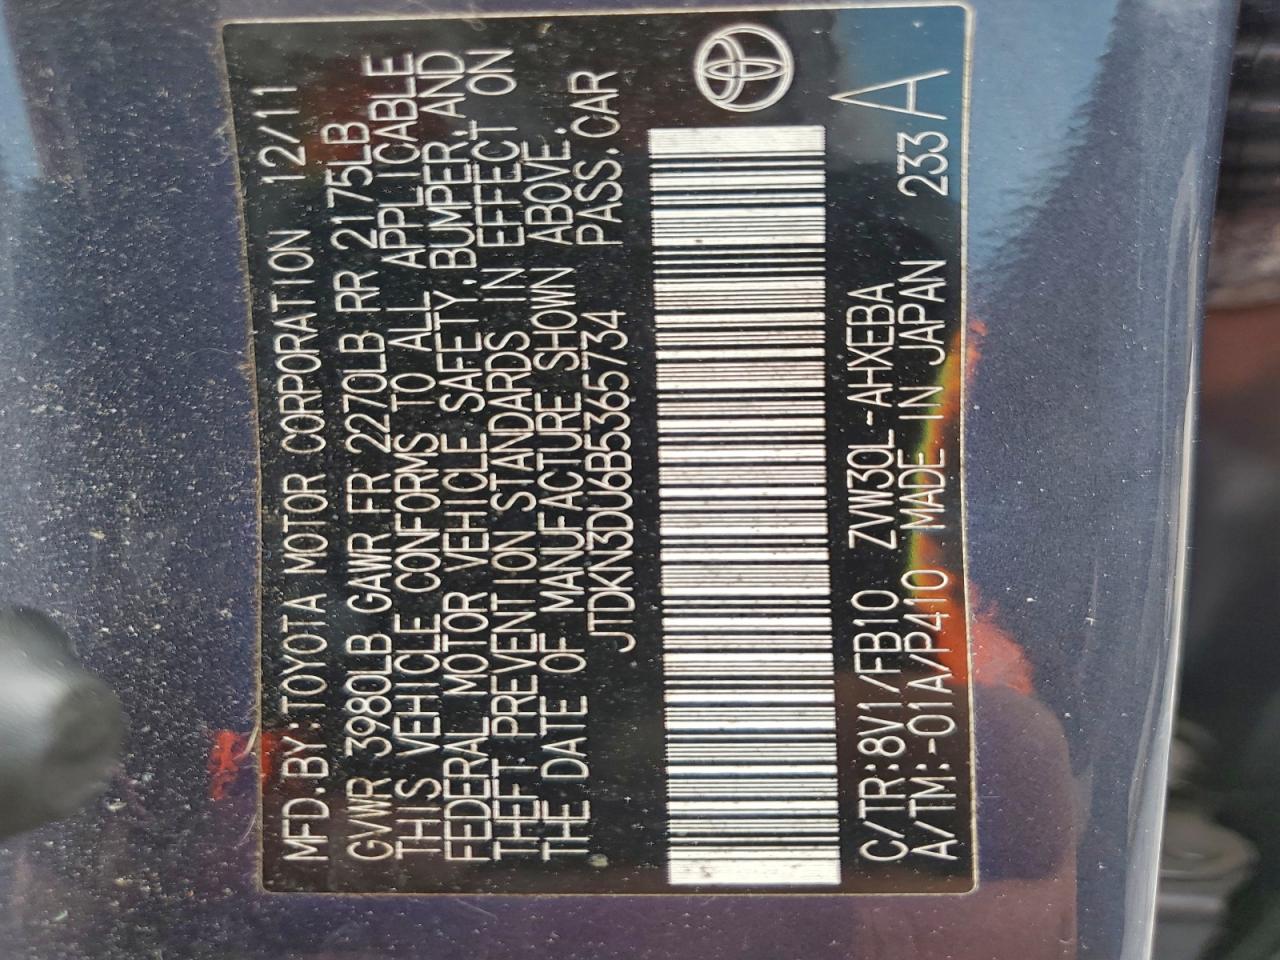 MFD.BY:TOYOTA MOTOR CORPORATION 12/11
GVWR 3980LB GAWR FR 2270LB RR 2175LB
THIS VEHICLE CONFORMS TO ALL APPLICABLE
FEDERAL MOTOR VEHICLE SAFETY,BUMPER,AND
THEFT PREVENTION STANDARDS IN EFFECT ON
THE DATE OF MANUFACTURE SHOWN ABOVE.
JTDKN3DU6B5365734 PASS.CAR
C/TR:8V1/FB10 ZVW30L-AHXEBA
A/TM:-01A/P410 MADE IN JAPAN 233 A